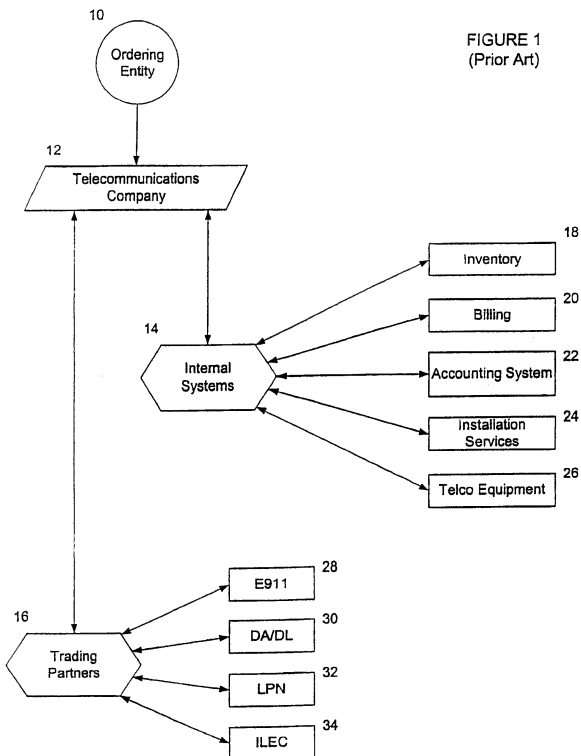 10
Ordering
Entity
FIGURE 1
(Prior Art)
12
Telecommunications
Company
18
Inventory
20
Billing
14
Internal
Systems
22
Accounting System
24
Installation
Services
26
Telco Equipment
28
E911
16
Trading
Partners
30
DA/DL
32
LPN
34
ILEC